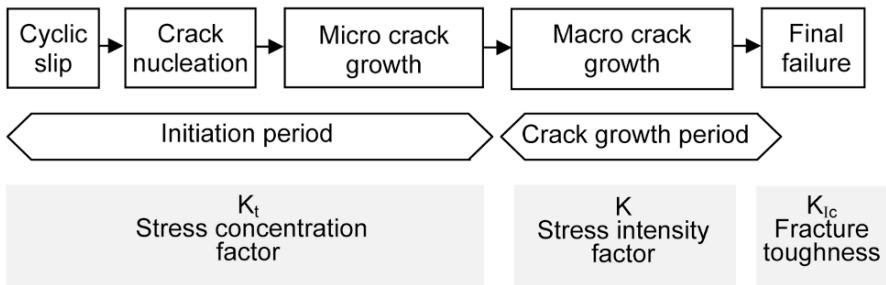 Cyclic
slip
Crack
nucleation
Micro crack
growth
Macro crack
growth
Final
failure
Initiation period
Crack growth period
Kt
Stress concentration
factor
K
Stress intensity
factor
KIc
Fracture
toughness